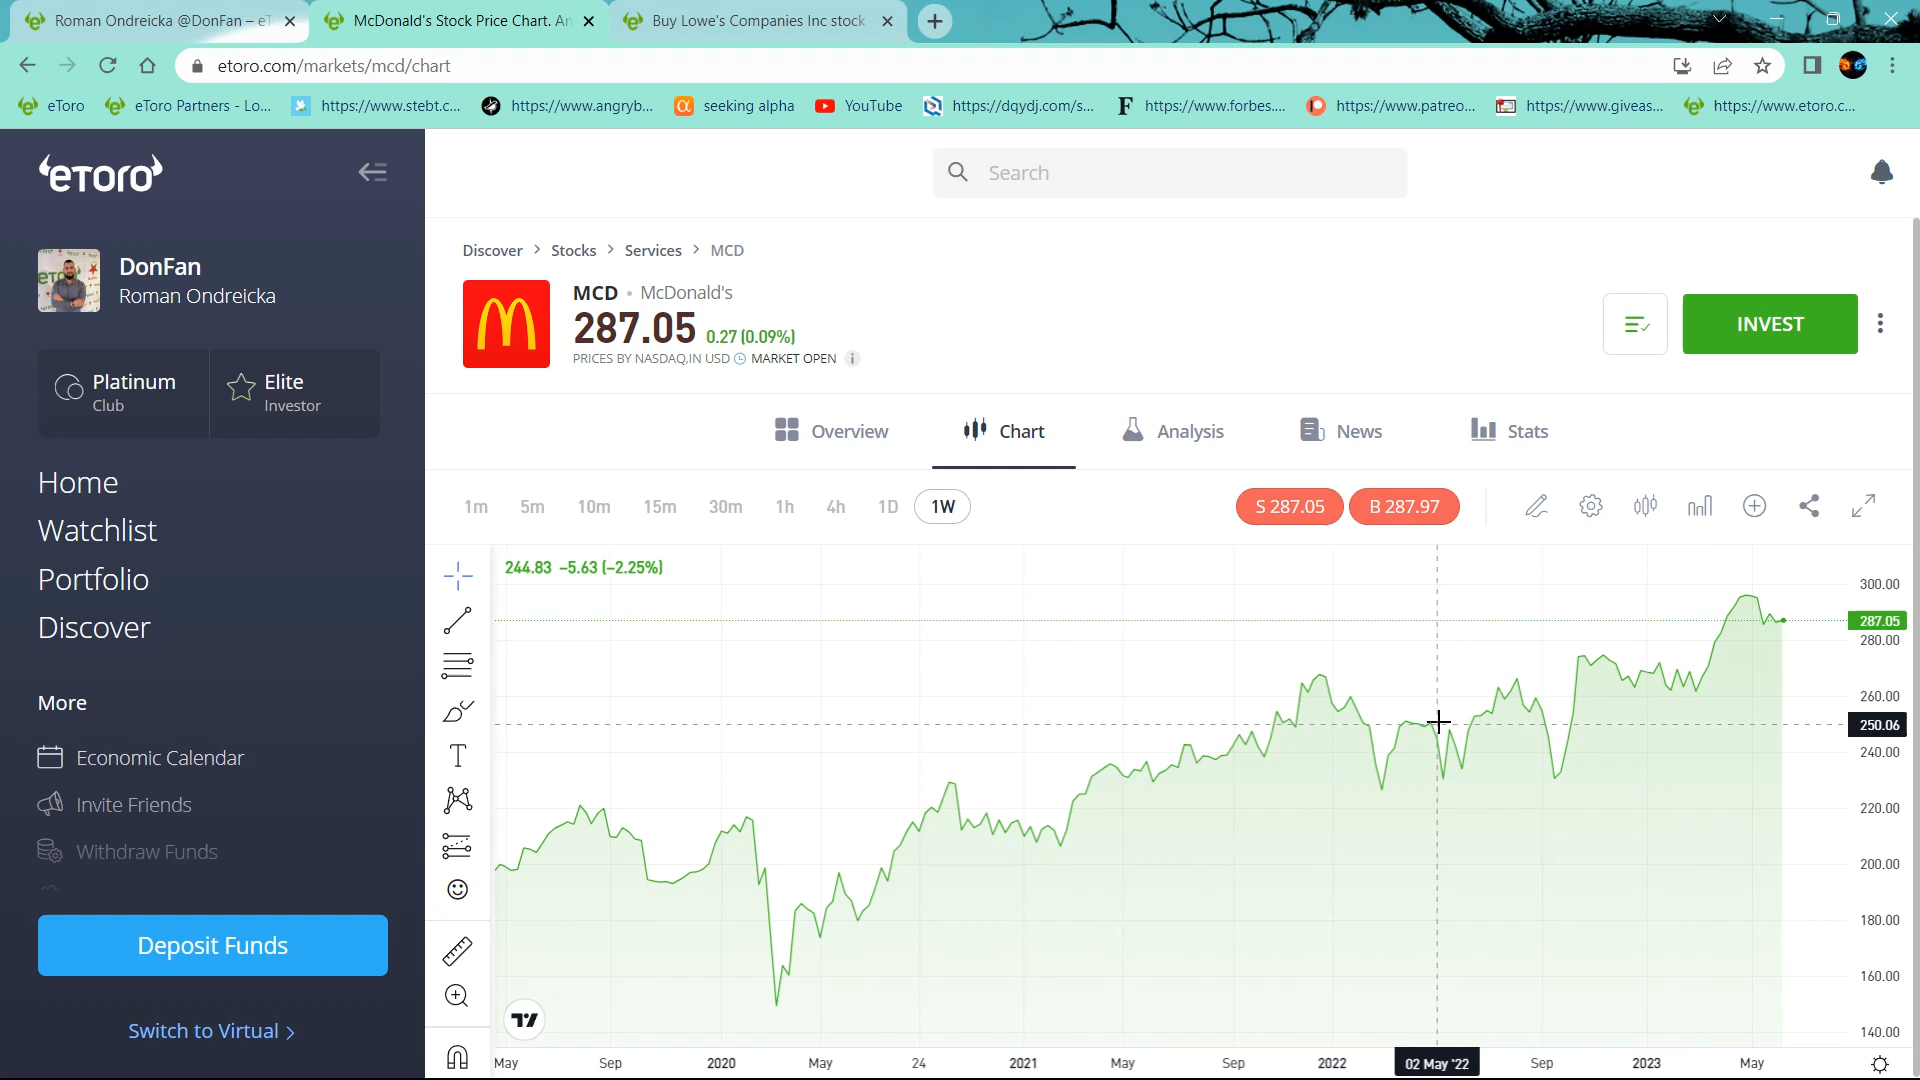 Roman Ondreicka @DonFan – eT
McDonald's Stock Price Chart. An
Buy Lowe's Companies Inc stock
etoro.com/markets/mcd/chart
eToro
eToro Partners - Lo...
https://www.stebt.c...
https://www.angryb...
seeking alpha
YouTube
https://dqydj.com/s...
https://www.forbes....
https://www.patreo...
https://www.giveas...
https://www.etoro.c...
eToro
DonFan
Roman Ondreicka
Platinum
Club
Elite
Investor
Home
Watchlist
Portfolio
Discover
More
Economic Calendar
Invite Friends
Withdraw Funds
Deposit Funds
Switch to Virtual >
Search
Discover > Stocks > Services > MCD
MCD • McDonald's
287.05 0.27 (0.09%)
PRICES BY NASDAQ,IN USD MARKET OPEN
INVEST
Overview
Chart
Analysis
News
Stats
1m 5m 10m 15m 30m 1h 4h 1D 1W
S 287.05
B 287.97
244.83 −5.63 (−2.25%)
300.00
287.05
280.00
260.00
250.06
240.00
220.00
200.00
180.00
160.00
140.00
May Sep 2020 May 24 2021 May Sep 2022 02 May '22 Sep 2023 May